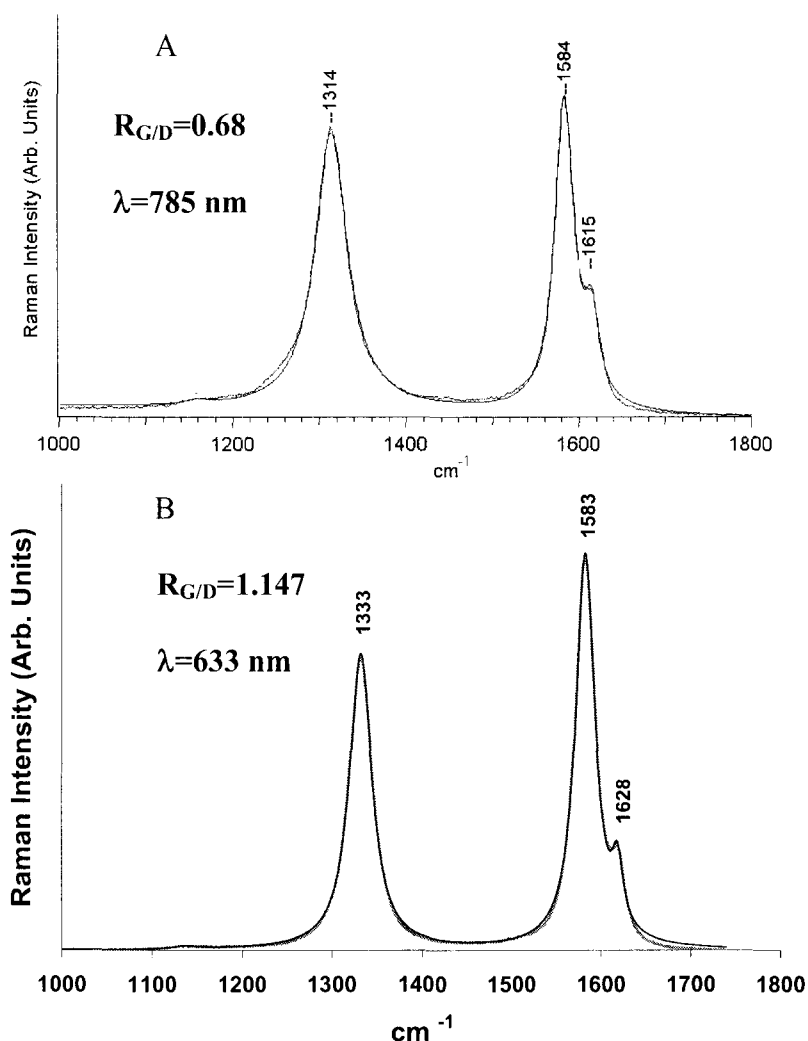 A
R_G/D=0.68
λ=785 nm
--1314
--1584
--1615
Raman Intensity (Arb. Units)
1000 1200 1400 1600 1800
cm-1
B
R_G/D=1.147
λ=633 nm
1333
1583
1628
Raman Intensity (Arb. Units)
1000 1100 1200 1300 1400 1500 1600 1700 1800
cm -1